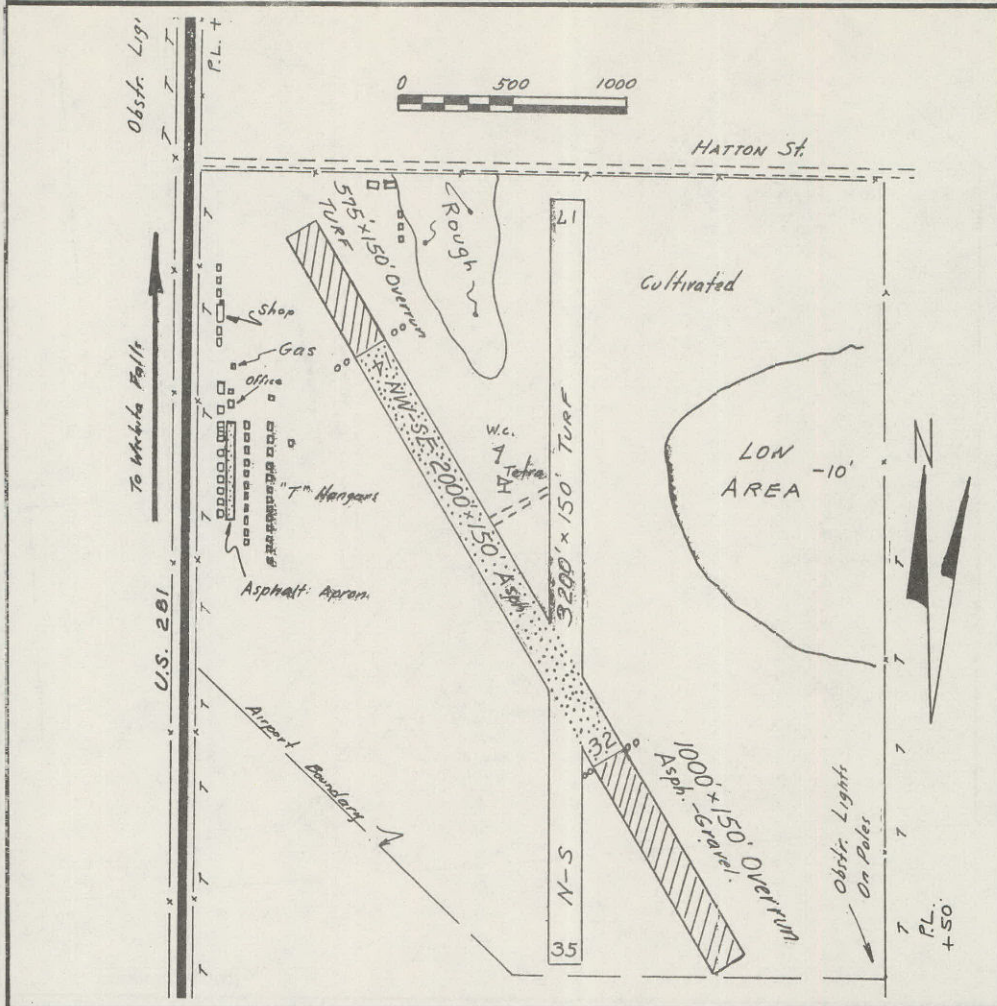 Obstr. Lig'
P.L. +
0 500 1000
HATTON St.
575'x150' Overrun
TURF
Rough
L1
Cultivated
To Wichita Falls
Shop
Gas
Office
"T" Hangars
Asphalt Apron.
NW-SE 2000'x150' Asph.
W.C.
Tetra
3200' x 150' TURF
LOW
AREA -10'
N
U.S. 281
Airport
Boundary
32
1000'x150' Overrun
Asph.-Gravel.
N-S
35
Obstr. Lights
On Poles
P.L.
+50'
T T T
T T T T T T T T
T T T T T